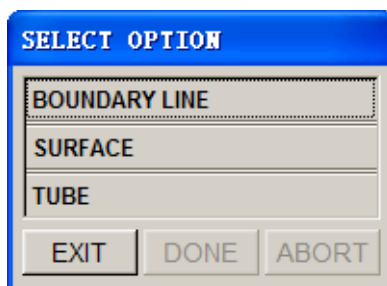 SELECT OPTION
BOUNDARY LINE
SURFACE
TUBE
EXIT DONE ABORT